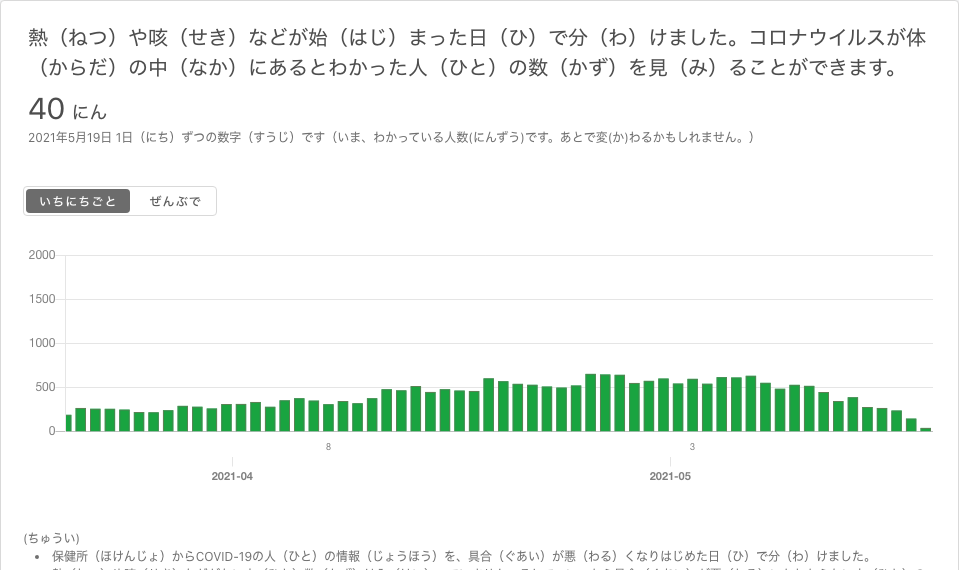 熱（ねつ）や咳（せき）などが始（はじ）まった日（ひ）で分（わ）けました。コロナウイルスが体
（からだ）の中（なか）にあるとわかった人（ひと）の数（かず）を見（み）ることができます。
40 にん
2021年5月19日 1日（にち）ずつの数字（すうじ）です（いま、わかっている人数(にんずう)です。あとで変(か)わるかもしれません。）
いちにちごと ぜんぶで
2000
1500
1000
500
0
8 3
2021-04 2021-05
(ちゅうい)
• 保健所（ほけんじょ）からCOVID-19の人（ひと）の情報（じょうほう）を、具合（ぐあい）が悪（わる）くなりはじめた日（ひ）で分（わ）けました。